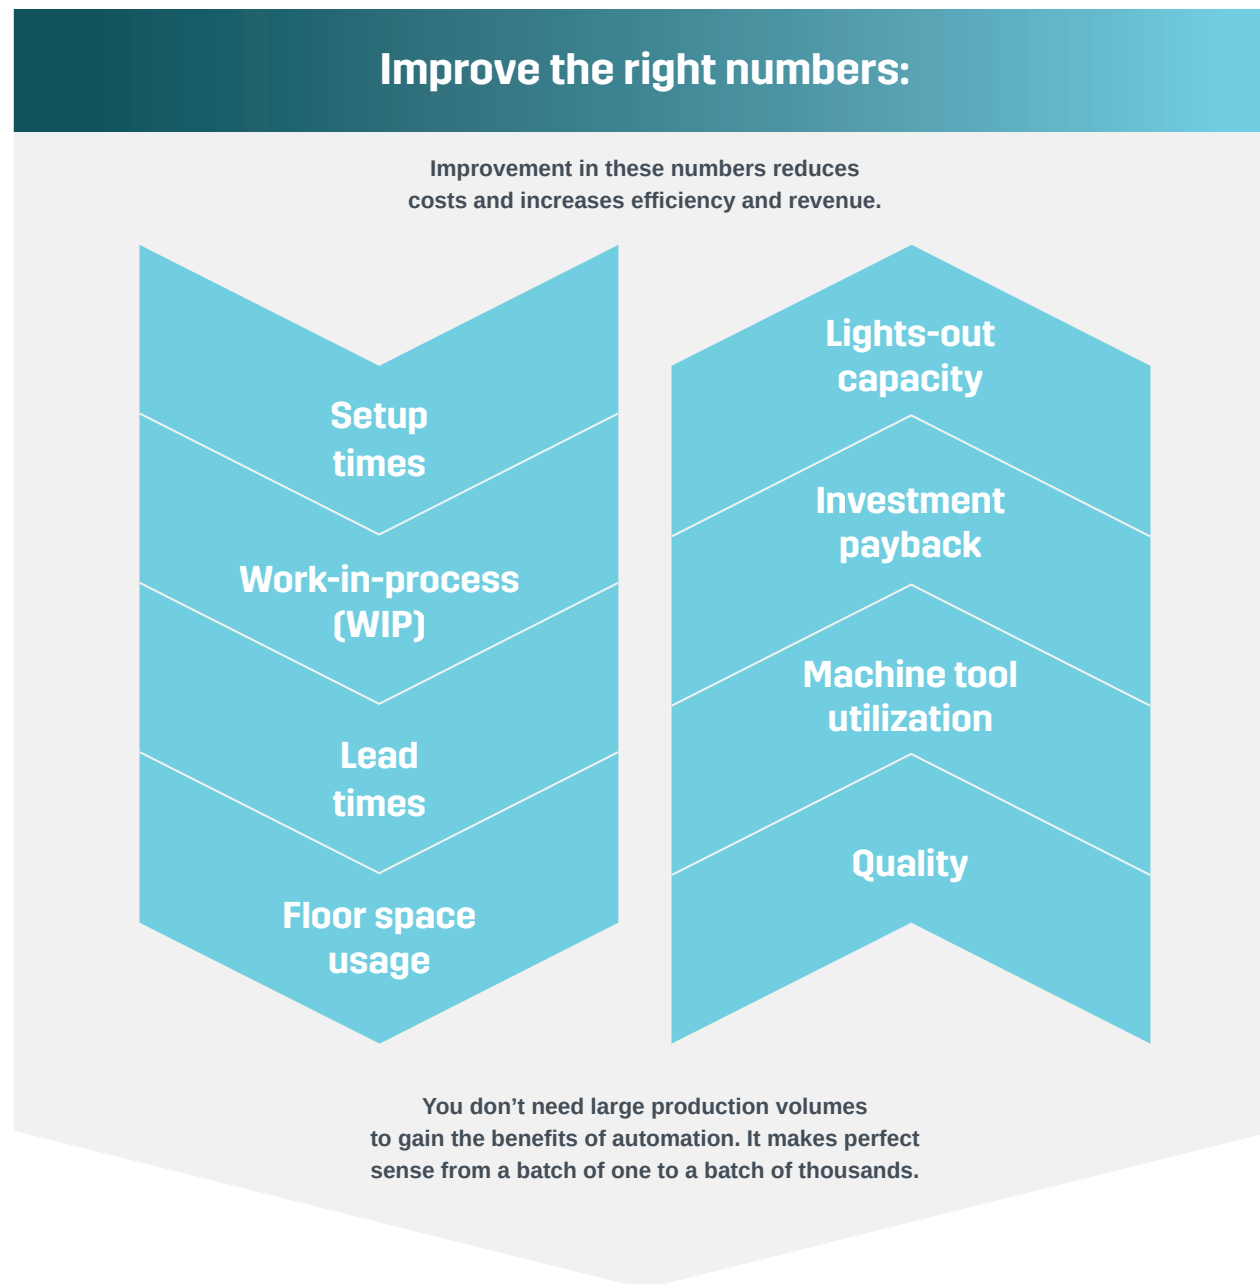 Improve the right numbers:
Improvement in these numbers reduces
costs and increases efficiency and revenue.
Setup
times
Work-in-process
(WIP)
Lead
times
Floor space
usage
Lights-out
capacity
Investment
payback
Machine tool
utilization
Quality
You don’t need large production volumes
to gain the benefits of automation. It makes perfect
sense from a batch of one to a batch of thousands.